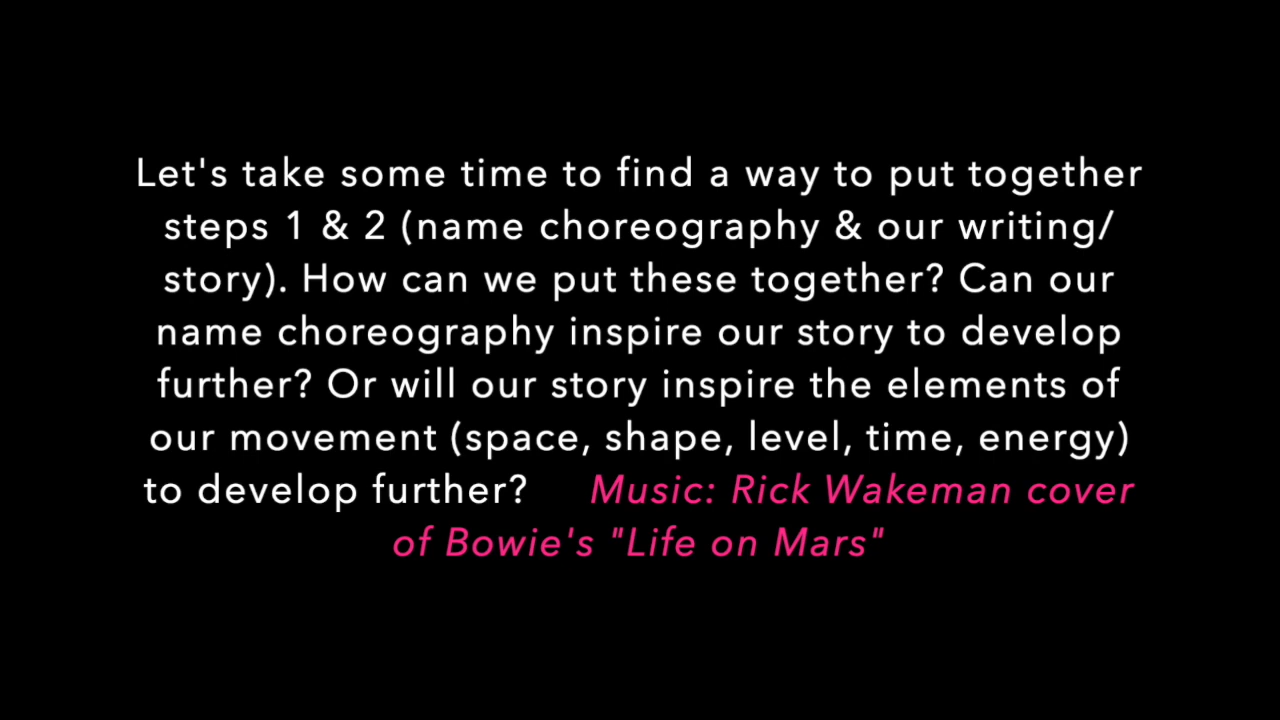 Let's take some time to find a way to put together
steps 1 & 2 (name choreography & our writing/
story). How can we put these together? Can our
name choreography inspire our story to develop
further? Or will our story inspire the elements of
our movement (space, shape, level, time, energy)
to develop further? Music: Rick Wakeman cover
of Bowie's "Life on Mars"